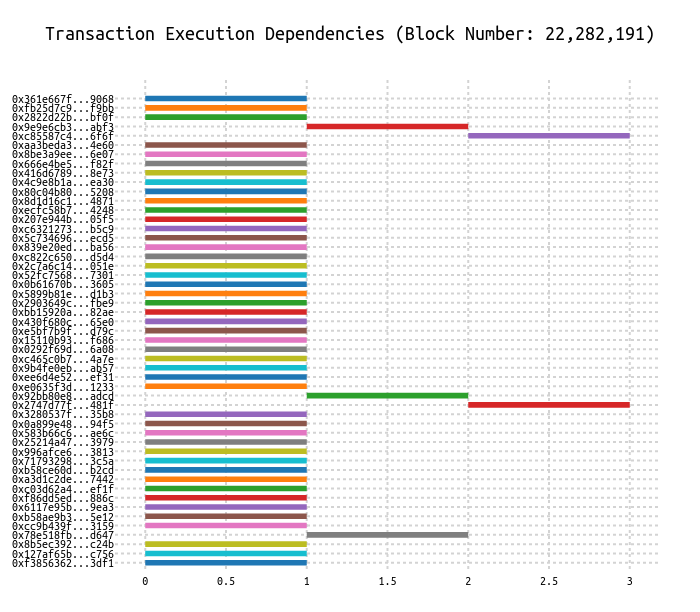 Transaction Execution Dependencies (Block Number: 22,282,191)
0x361e667f...9068
0xfb25d7c9...f9bb
0x2822d22b...bf0f
0x9e9e6cb3...abf3
0xc85587c4...6f6f
0xaa3beda3...4e60
0x8be3a9ee...6e07
0x666e4be5...f82f
0x416d6789...8e73
0x4c9e8b1a...ea30
0x80c04b80...5208
0x8d1d16c1...4871
0xecfc58b7...4248
0x207e944b...05f5
0xc6321273...b5c9
0x5c734696...ecd5
0x839e20ed...ba56
0xc822c650...d5d4
0x2c7a6c14...051e
0x52fc7568...7301
0x0b61670b...3605
0x5899b81e...d1b3
0x2903649c...fbe9
0xbb15920a...82ae
0x430f680c...65e0
0xe5bf7b9f...d79c
0x15110b93...f686
0x0292f69d...6a08
0xc465c0b7...4a7e
0x9b4fe0eb...ab57
0xee6d4e52...ef31
0xe0635f3d...1233
0x92bb80e8...adcd
0x2747d77f...481f
0x3280537f...35b8
0x0a899e48...94f5
0x583b66c6...ae6c
0x25214a47...3979
0x996afce6...3813
0x71793298...3c5a
0xb58ce60d...b2cd
0xa3d1c2de...7442
0xc03d62a4...ef1f
0xf86dd5ed...886c
0x6117e95b...9ea3
0xb58ae9b3...5e12
0xcc9b439f...3159
0x78e518fb...d647
0x8b5ec392...c24b
0x127af65b...c756
0xf3856362...3df1
0 0.5 1 1.5 2 2.5 3